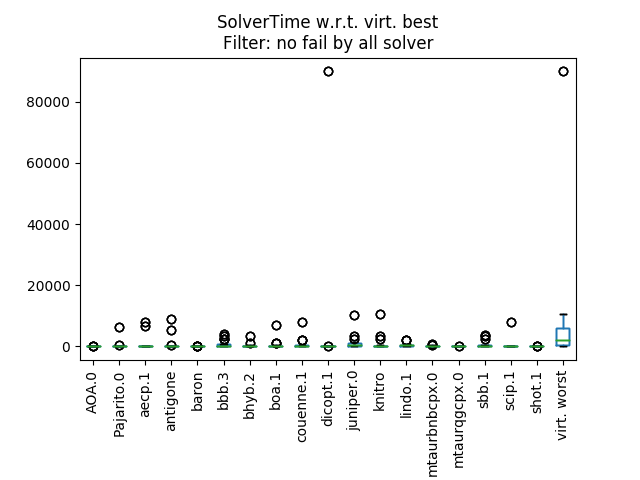 SolverTime w.r.t. virt. best
Filter: no fail by all solver
80000
60000
40000
20000
0
AOA.0
Pajarito.0
aecp.1
antigone
baron
bbb.3
bhyb.2
boa.1
couenne.1
dicopt.1
juniper.0
knitro
lindo.1
mtaurbnbcpx.0
mtaurqgcpx.0
sbb.1
scip.1
shot.1
virt. worst